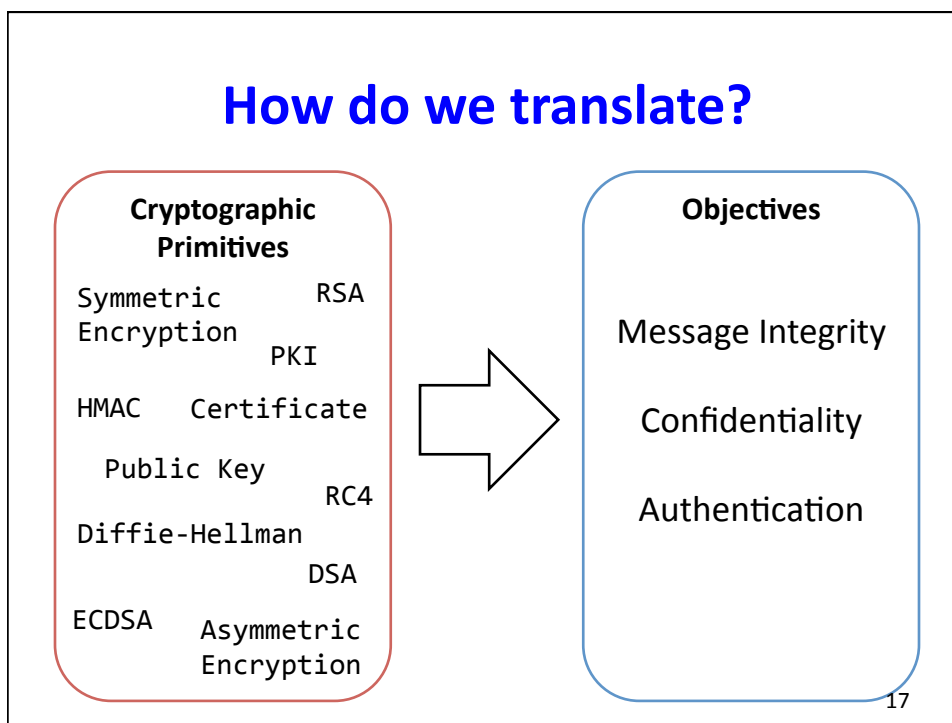 How do we translate?
Cryptographic
Primitives
Symmetric
Encryption
RSA
PKI
HMAC
Certificate
Public Key
RC4
Diffie-Hellman
DSA
ECDSA
Asymmetric
Encryption
Objectives
Message Integrity
Confidentiality
Authentication
17